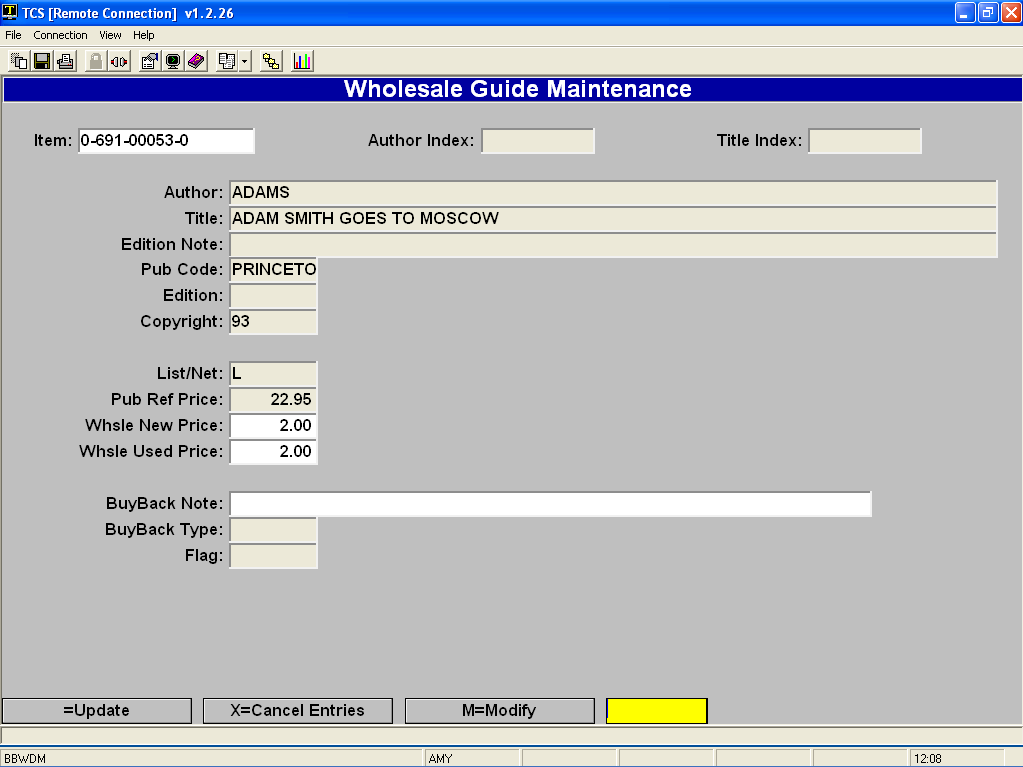 TCS [Remote Connection] v1.2.26
File Connection View Help
Wholesale Guide Maintenance
Item: 0-691-00053-0 Author Index: Title Index:
Author: ADAMS
Title: ADAM SMITH GOES TO MOSCOW
Edition Note:
Pub Code: PRINCETO
Edition:
Copyright: 93
List/Net: L
Pub Ref Price: 22.95
Whsle New Price: 2.00
Whsle Used Price: 2.00
BuyBack Note:
BuyBack Type:
Flag:
=Update X=Cancel Entries M=Modify
BBWDM AMY 12:08